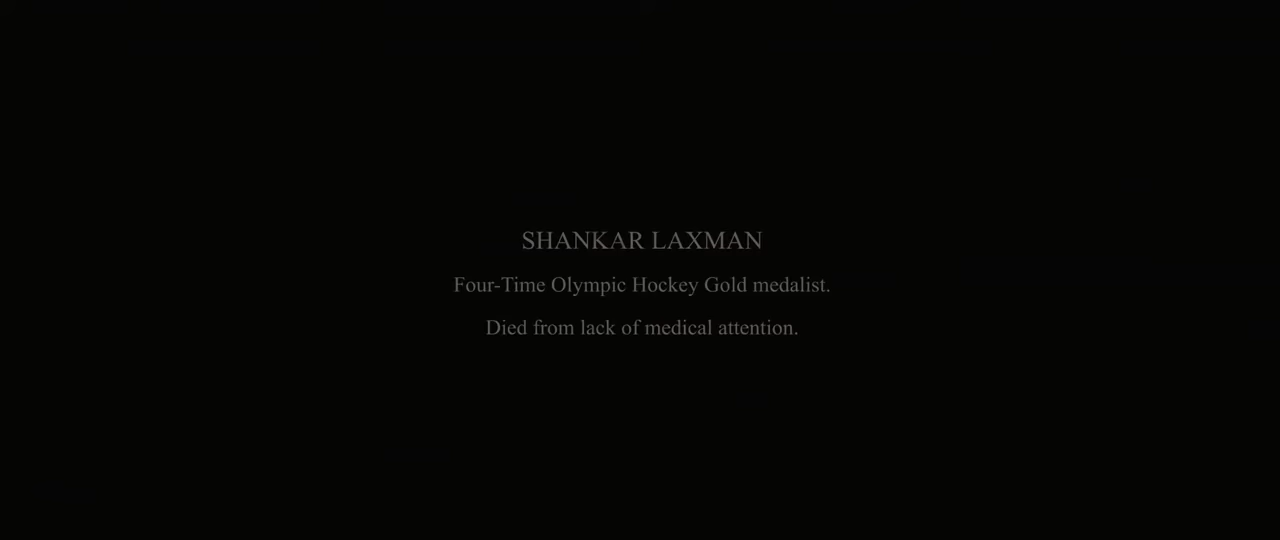 SHANKAR LAXMAN
Four-Time Olympic Hockey Gold medalist.
Died from lack of medical attention.